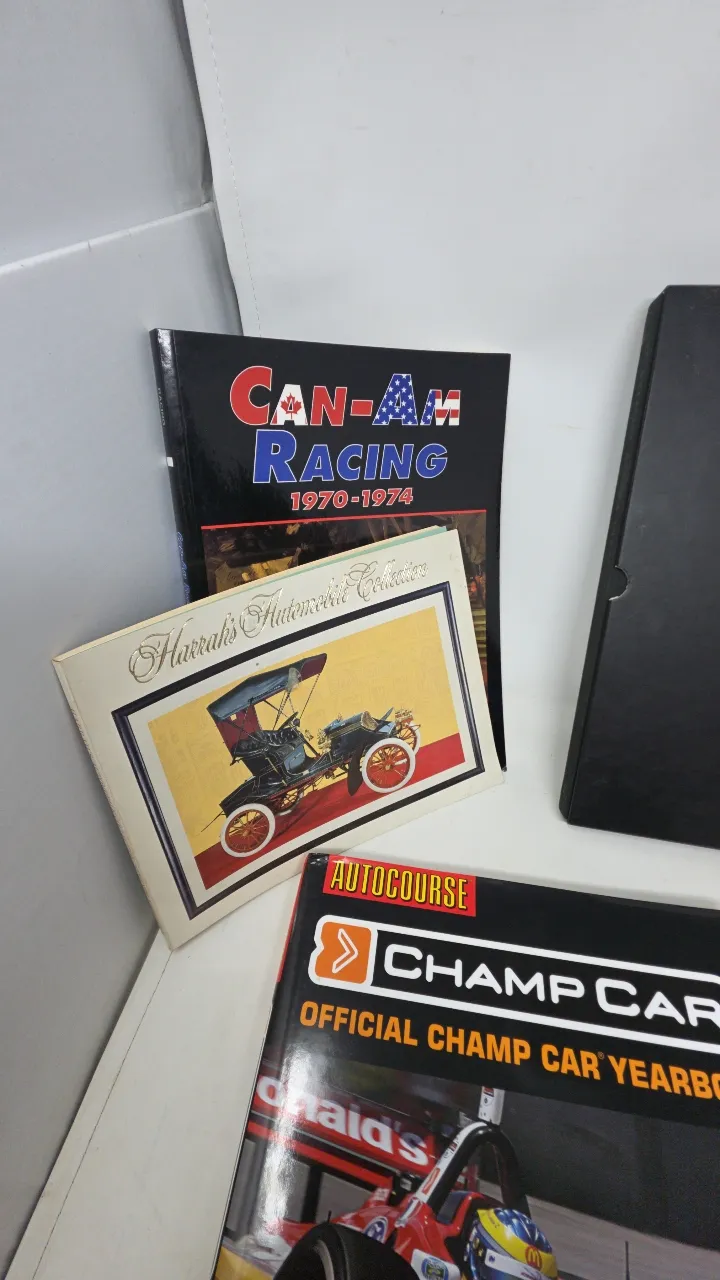 CAN-AM
RACING
1970-1974
Harrah's Automobile Collection
AUTOCOURSE
CHAMP CAR
OFFICIAL CHAMP CAR® YEARBO
onald's